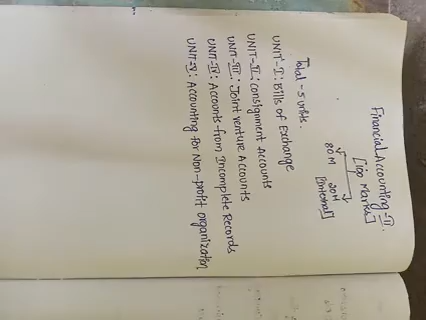 Financial Accounting-II.
[100 Marks]
80 M 20 M
[Internal]
Total - 5 units.
UNIT-I: Bills of Exchange
UNIT-II: Consignment Accounts
UNIT-III: Joint venture Accounts
UNIT-IV: Accounts from Incomplete Records
UNIT-V: Accounting for Non-profit organization